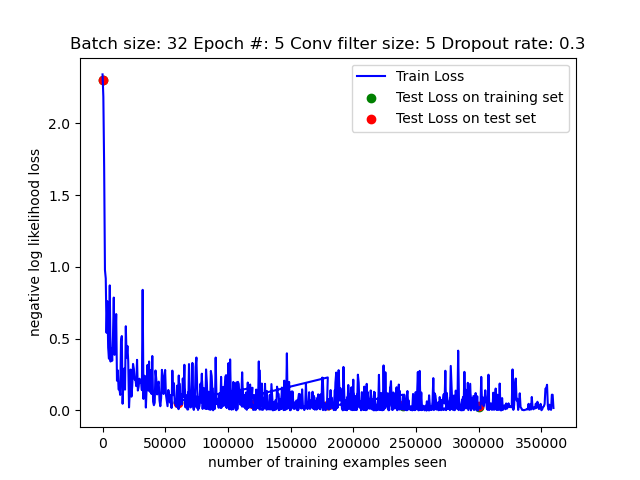 Batch size: 32 Epoch #: 5 Conv filter size: 5 Dropout rate: 0.3
Train Loss
Test Loss on training set
Test Loss on test set
negative log likelihood loss
2.0
1.5
1.0
0.5
0.0
0 50000 100000 150000 200000 250000 300000 350000
number of training examples seen